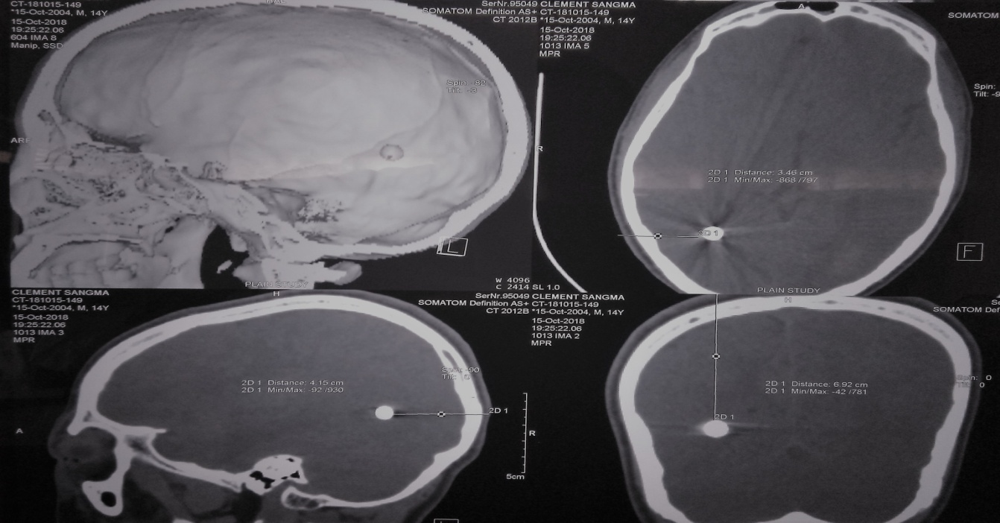 CT-181015-149
*15-Oct-2004, M, 14Y
15-Oct-2018
19:25:22.06
604 IMA 8
Manip, SSD
Spin: -82
Tilt: -3
L
PLAIN STUDY
H
SerNr.95049 CLEMENT SANGMA
SOMATOM Definition AS+ CT-181015-149
CT 2012B *15-Oct-2004, M, 14Y
15-Oct-2018
19:25:22.06
1013 IMA 5
MPR
A
SOMATOM
Spin:
R
2D 1 Distance: 3.46 cm
2D 1 Min/Max: -868 /797
2D 1
F
W 4096
C 2414 SL 1.0
PLAIN STUDY
H
CLEMENT SANGMA
CT-181015-149
*15-Oct-2004, M, 14Y
15-Oct-2018
19:25:22.06
1013 IMA 3
MPR
2D 1 Distance: 4.15 cm
2D 1 Min/Max: -92 /930
Spin: -90
Tilt: 0
2D 1
A
R
5cm
SerNr.95049 CLEMENT SANGMA
SOMATOM Definition AS+ CT-181015-149
CT 2012B *15-Oct-2004, M, 14Y
15-Oct-2018
19:25:22.06
1013 IMA 2
MPR
2D 1 Distance: 6.92 cm
2D 1 Min/Max: -42 /781
2D 1
Spin: 0
Tilt: 0